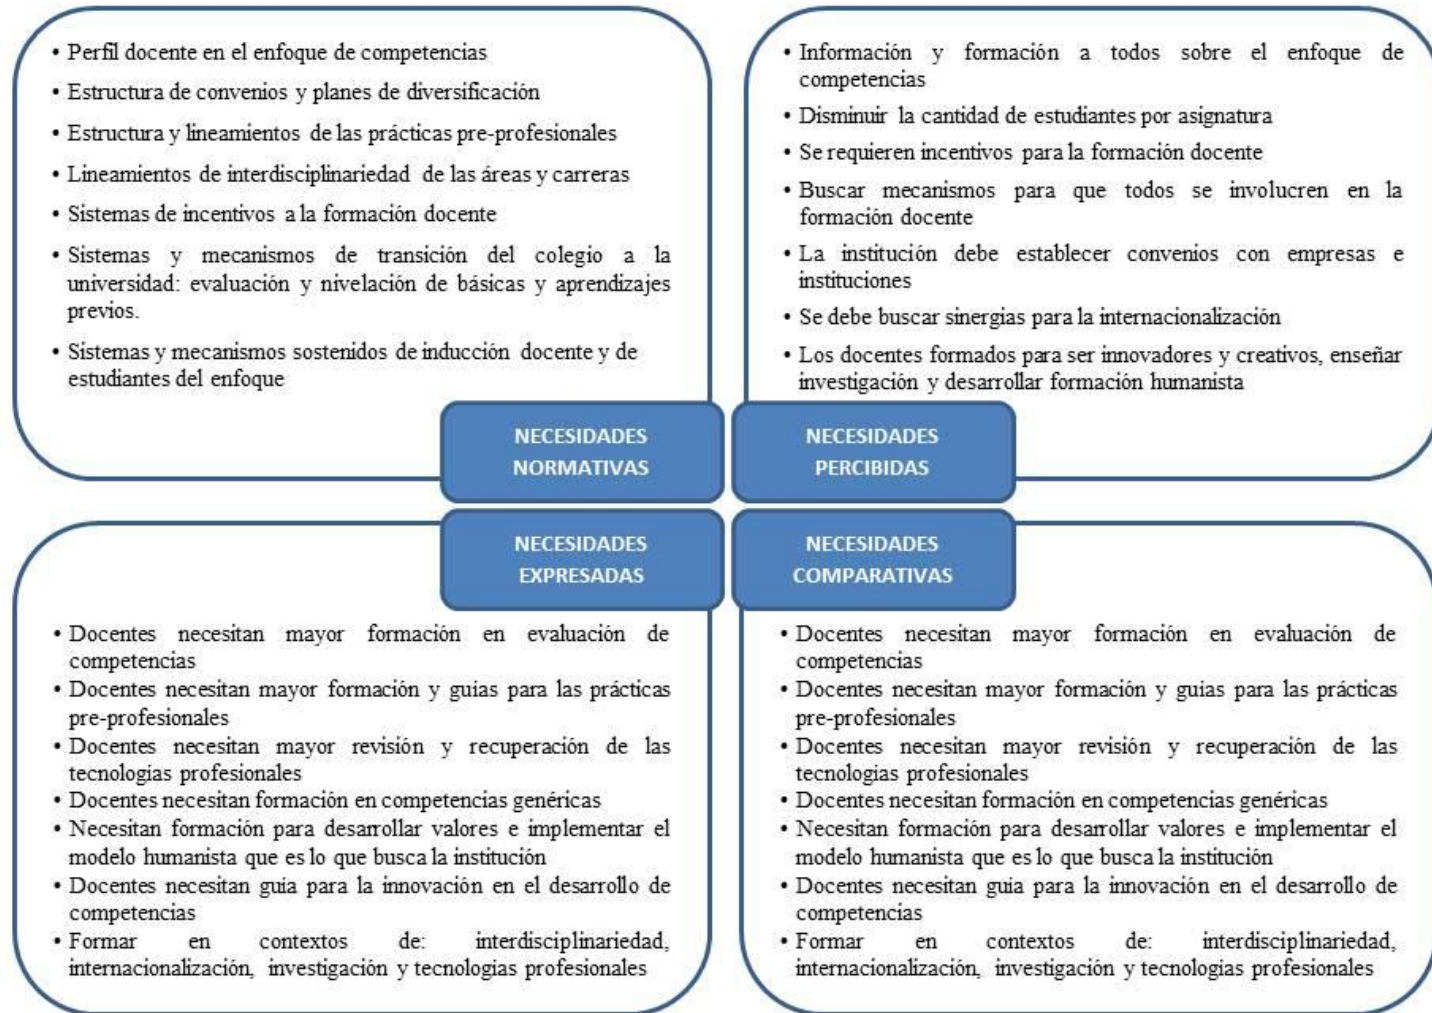 • Perfil docente en el enfoque de competencias
• Estructura de convenios y planes de diversificación
• Estructura y lineamientos de las prácticas pre-profesionales
• Lineamientos de interdisciplinariedad de las áreas y carreras
• Sistemas de incentivos a la formación docente
• Sistemas y mecanismos de transición del colegio a la
universidad: evaluación y nivelación de básicas y aprendizajes
previos.
• Sistemas y mecanismos sostenidos de inducción docente y de
estudiantes del enfoque
NECESIDADES
NORMATIVAS
• Información y formación a todos sobre el enfoque de
competencias
• Disminuir la cantidad de estudiantes por asignatura
• Se requieren incentivos para la formación docente
• Buscar mecanismos para que todos se involucren en la
formación docente
• La institución debe establecer convenios con empresas e
instituciones
• Se debe buscar sinergias para la internacionalización
• Los docentes formados para ser innovadores y creativos, enseñar
investigación y desarrollar formación humanista
NECESIDADES
PERCIBIDAS
NECESIDADES
EXPRESADAS
• Docentes necesitan mayor formación en evaluación de
competencias
• Docentes necesitan mayor formación y guías para las prácticas
pre-profesionales
• Docentes necesitan mayor revisión y recuperación de las
tecnologías profesionales
• Docentes necesitan formación en competencias genéricas
• Necesitan formación para desarrollar valores e implementar el
modelo humanista que es lo que busca la institución
• Docentes necesitan guía para la innovación en el desarrollo de
competencias
• Formar en contextos de: interdisciplinariedad,
internacionalización, investigación y tecnologías profesionales
NECESIDADES
COMPARATIVAS
• Docentes necesitan mayor formación en evaluación de
competencias
• Docentes necesitan mayor formación y guías para las prácticas
pre-profesionales
• Docentes necesitan mayor revisión y recuperación de las
tecnologías profesionales
• Docentes necesitan formación en competencias genéricas
• Necesitan formación para desarrollar valores e implementar el
modelo humanista que es lo que busca la institución
• Docentes necesitan guía para la innovación en el desarrollo de
competencias
• Formar en contextos de: interdisciplinariedad,
internacionalización, investigación y tecnologías profesionales